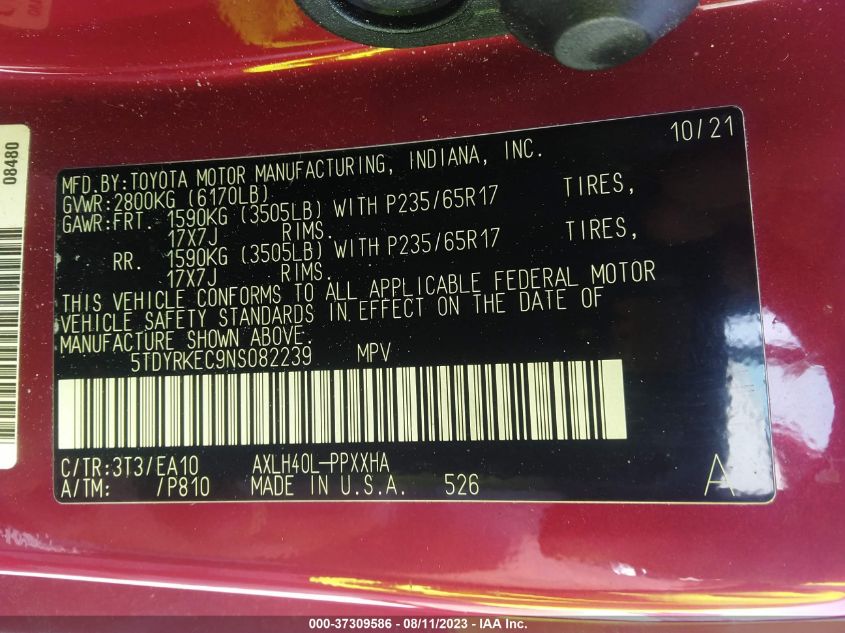 08480
10/21
MFD.BY:TOYOTA MOTOR MANUFACTURING, INDIANA, INC.
GVWR:2800KG (6170LB)
GAWR:FRT. 1590KG (3505LB) WITH P235/65R17 TIRES,
17X7J RIMS.
RR. 1590KG (3505LB) WITH P235/65R17 TIRES,
17X7J RIMS.
THIS VEHICLE CONFORMS TO ALL APPLICABLE FEDERAL MOTOR
VEHICLE SAFETY STANDARDS IN EFFECT ON THE DATE OF
MANUFACTURE SHOWN ABOVE.
5TDYRKEC9NS082239 MPV
C/TR:3T3/EA10 AXLH40L-PPXXHA
A/TM: /P810 MADE IN U.S.A. 526 A
000-37309586 - 08/11/2023 - IAA Inc.